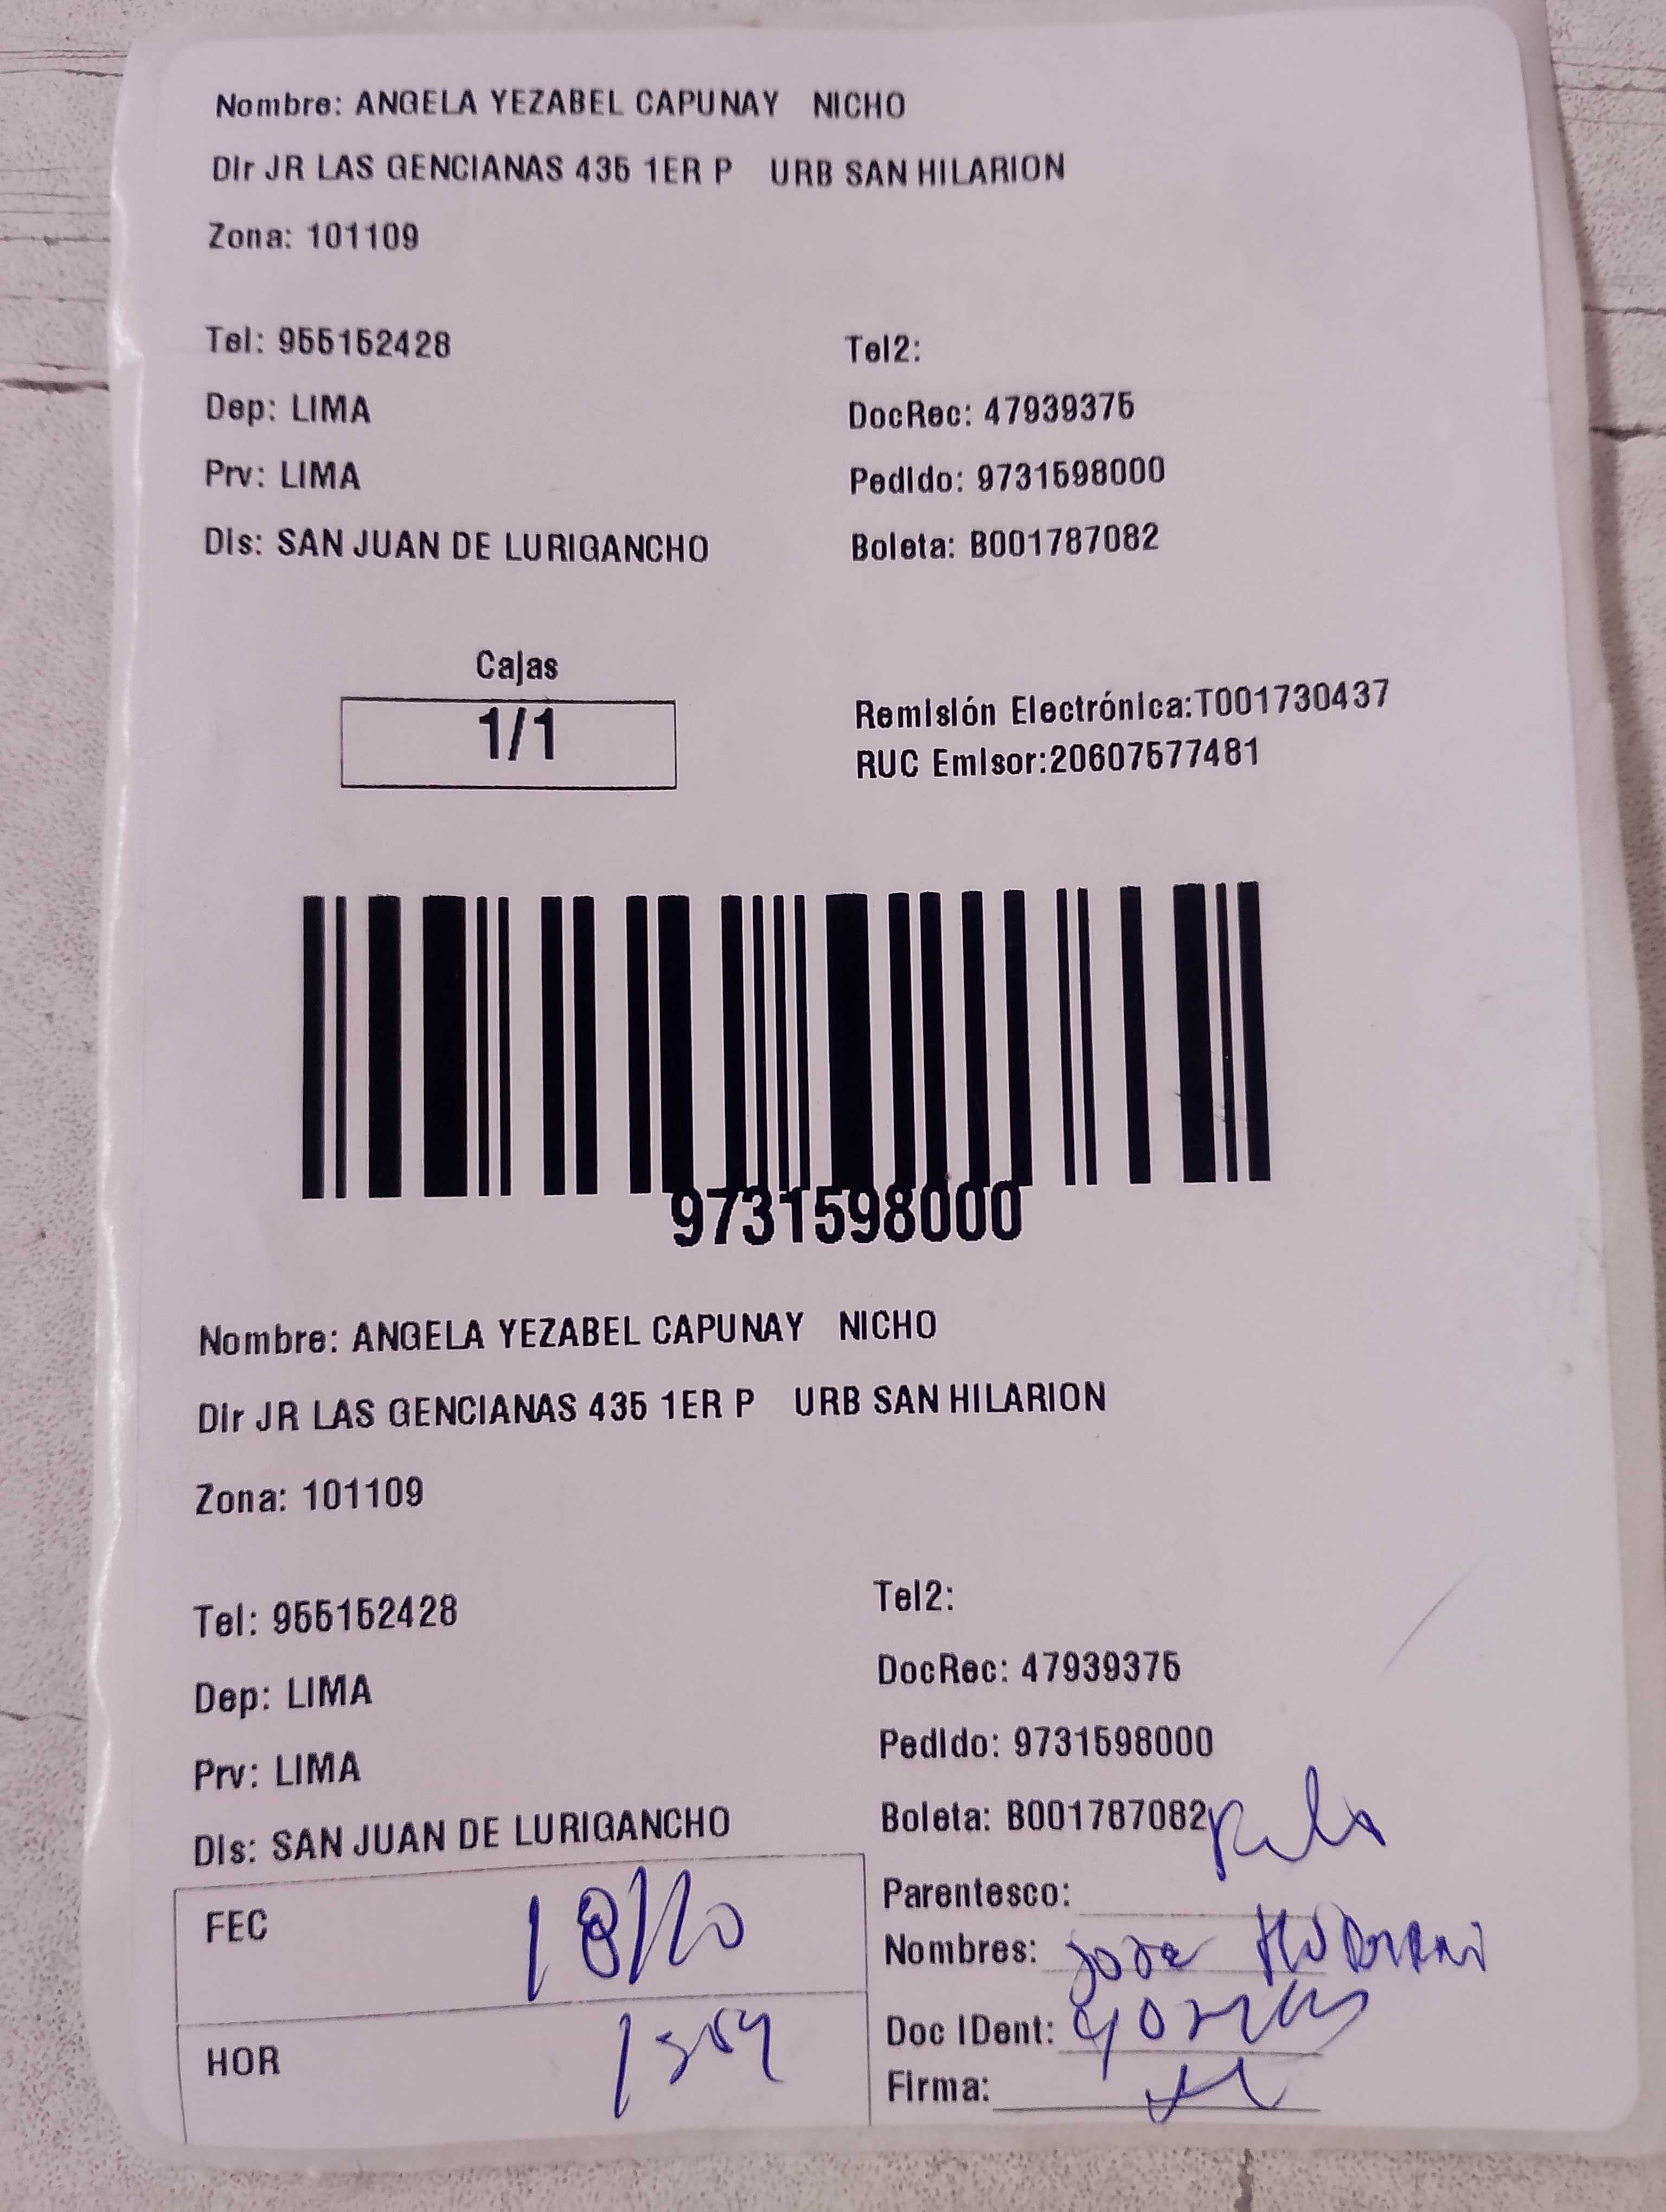 Nombre: ANGELA YEZABEL CAPUNAY NICHO
Dir JR LAS GENCIANAS 435 1ER P URB SAN HILARION
Zona: 101109
Tel: 955152428
Tel2:
Dep: LIMA
DocRec: 47939375
Prv: LIMA
Pedido: 9731598000
Dis: SAN JUAN DE LURIGANCHO
Boleta: B001787082
Cajas
1/1
Remisión Electrónica:T001730437
RUC Emisor:20607577481
9731598000
Nombre: ANGELA YEZABEL CAPUNAY NICHO
Dir JR LAS GENCIANAS 435 1ER P URB SAN HILARION
Zona: 101109
Tel: 955152428
Tel2:
Dep: LIMA
DocRec: 47939375
Prv: LIMA
Pedido: 9731598000
Dis: SAN JUAN DE LURIGANCHO
Boleta: B001787082
FEC 18/10
Parentesco:
Nombres: Jose
HOR
Doc IDent:
Firma: